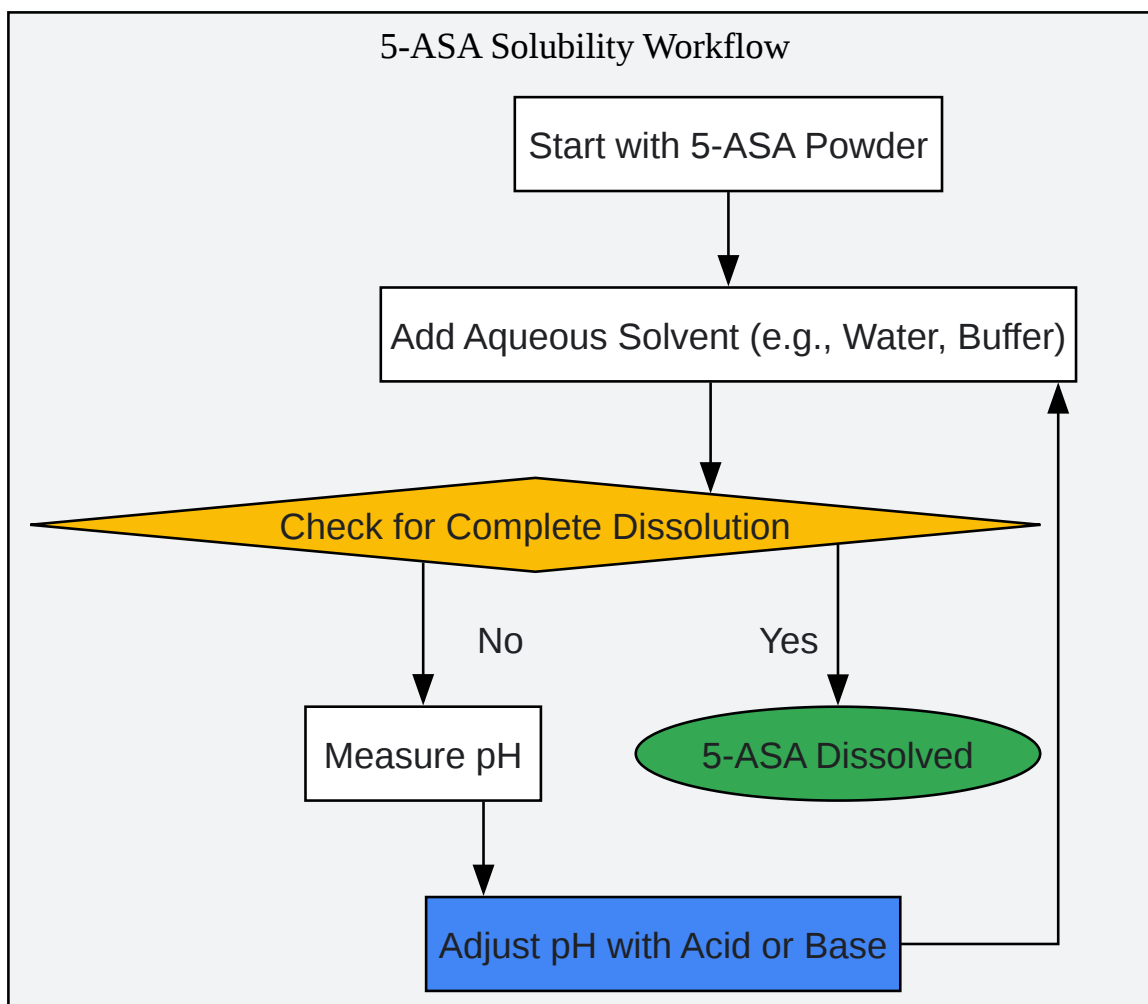 5-ASA Solubility Workflow
Start with 5-ASA Powder
Add Aqueous Solvent (e.g., Water, Buffer)
Check for Complete Dissolution
No
Yes
Measure pH
5-ASA Dissolved
Adjust pH with Acid or Base